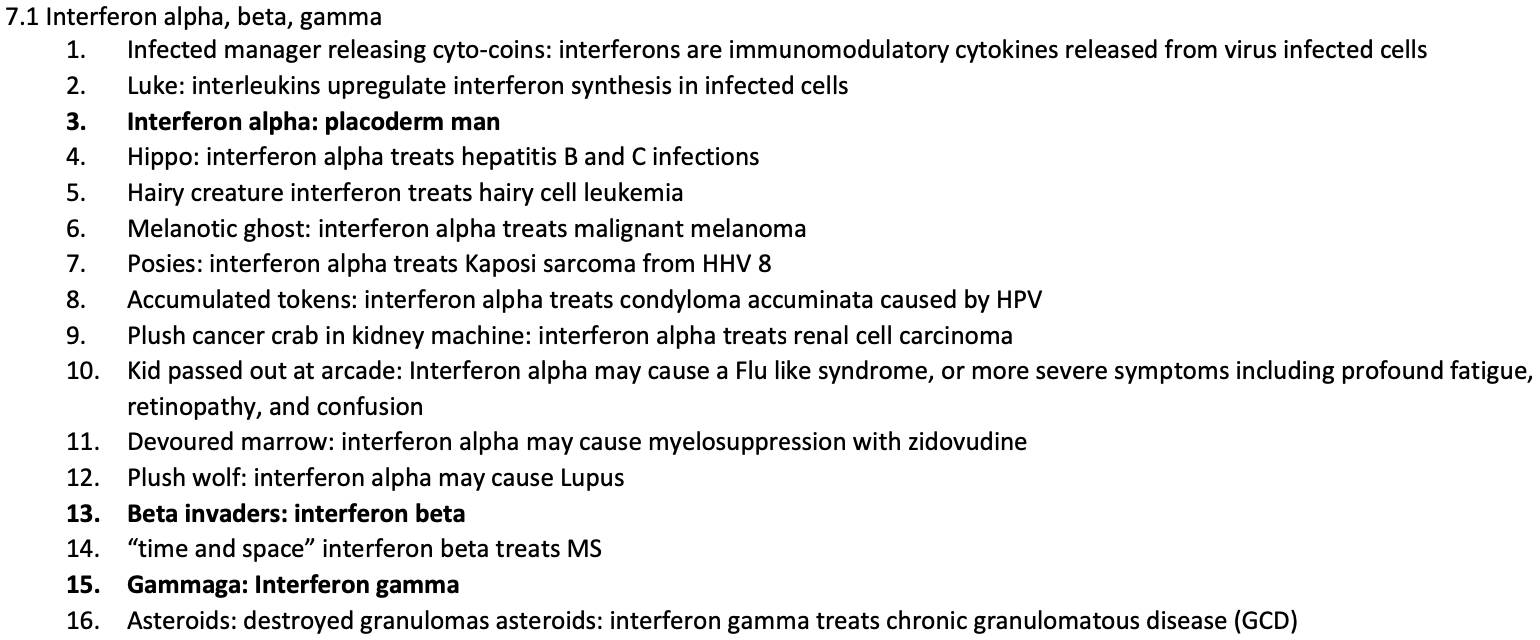 7.1 Interferon alpha, beta, gamma
1. Infected manager releasing cyto-coins: interferons are immunomodulatory cytokines released from virus infected cells
2. Luke: interleukins upregulate interferon synthesis in infected cells
3. Interferon alpha: placoderm man
4. Hippo: interferon alpha treats hepatitis B and C infections
5. Hairy creature interferon treats hairy cell leukemia
6. Melanotic ghost: interferon alpha treats malignant melanoma
7. Posies: interferon alpha treats Kaposi sarcoma from HHV 8
8. Accumulated tokens: interferon alpha treats condyloma accuminata caused by HPV
9. Plush cancer crab in kidney machine: interferon alpha treats renal cell carcinoma
10. Kid passed out at arcade: Interferon alpha may cause a Flu like syndrome, or more severe symptoms including profound fatigue,
retinopathy, and confusion
11. Devoured marrow: interferon alpha may cause myelosuppression with zidovudine
12. Plush wolf: interferon alpha may cause Lupus
13. Beta invaders: interferon beta
14. “time and space” interferon beta treats MS
15. Gammaga: Interferon gamma
16. Asteroids: destroyed granulomas asteroids: interferon gamma treats chronic granulomatous disease (GCD)